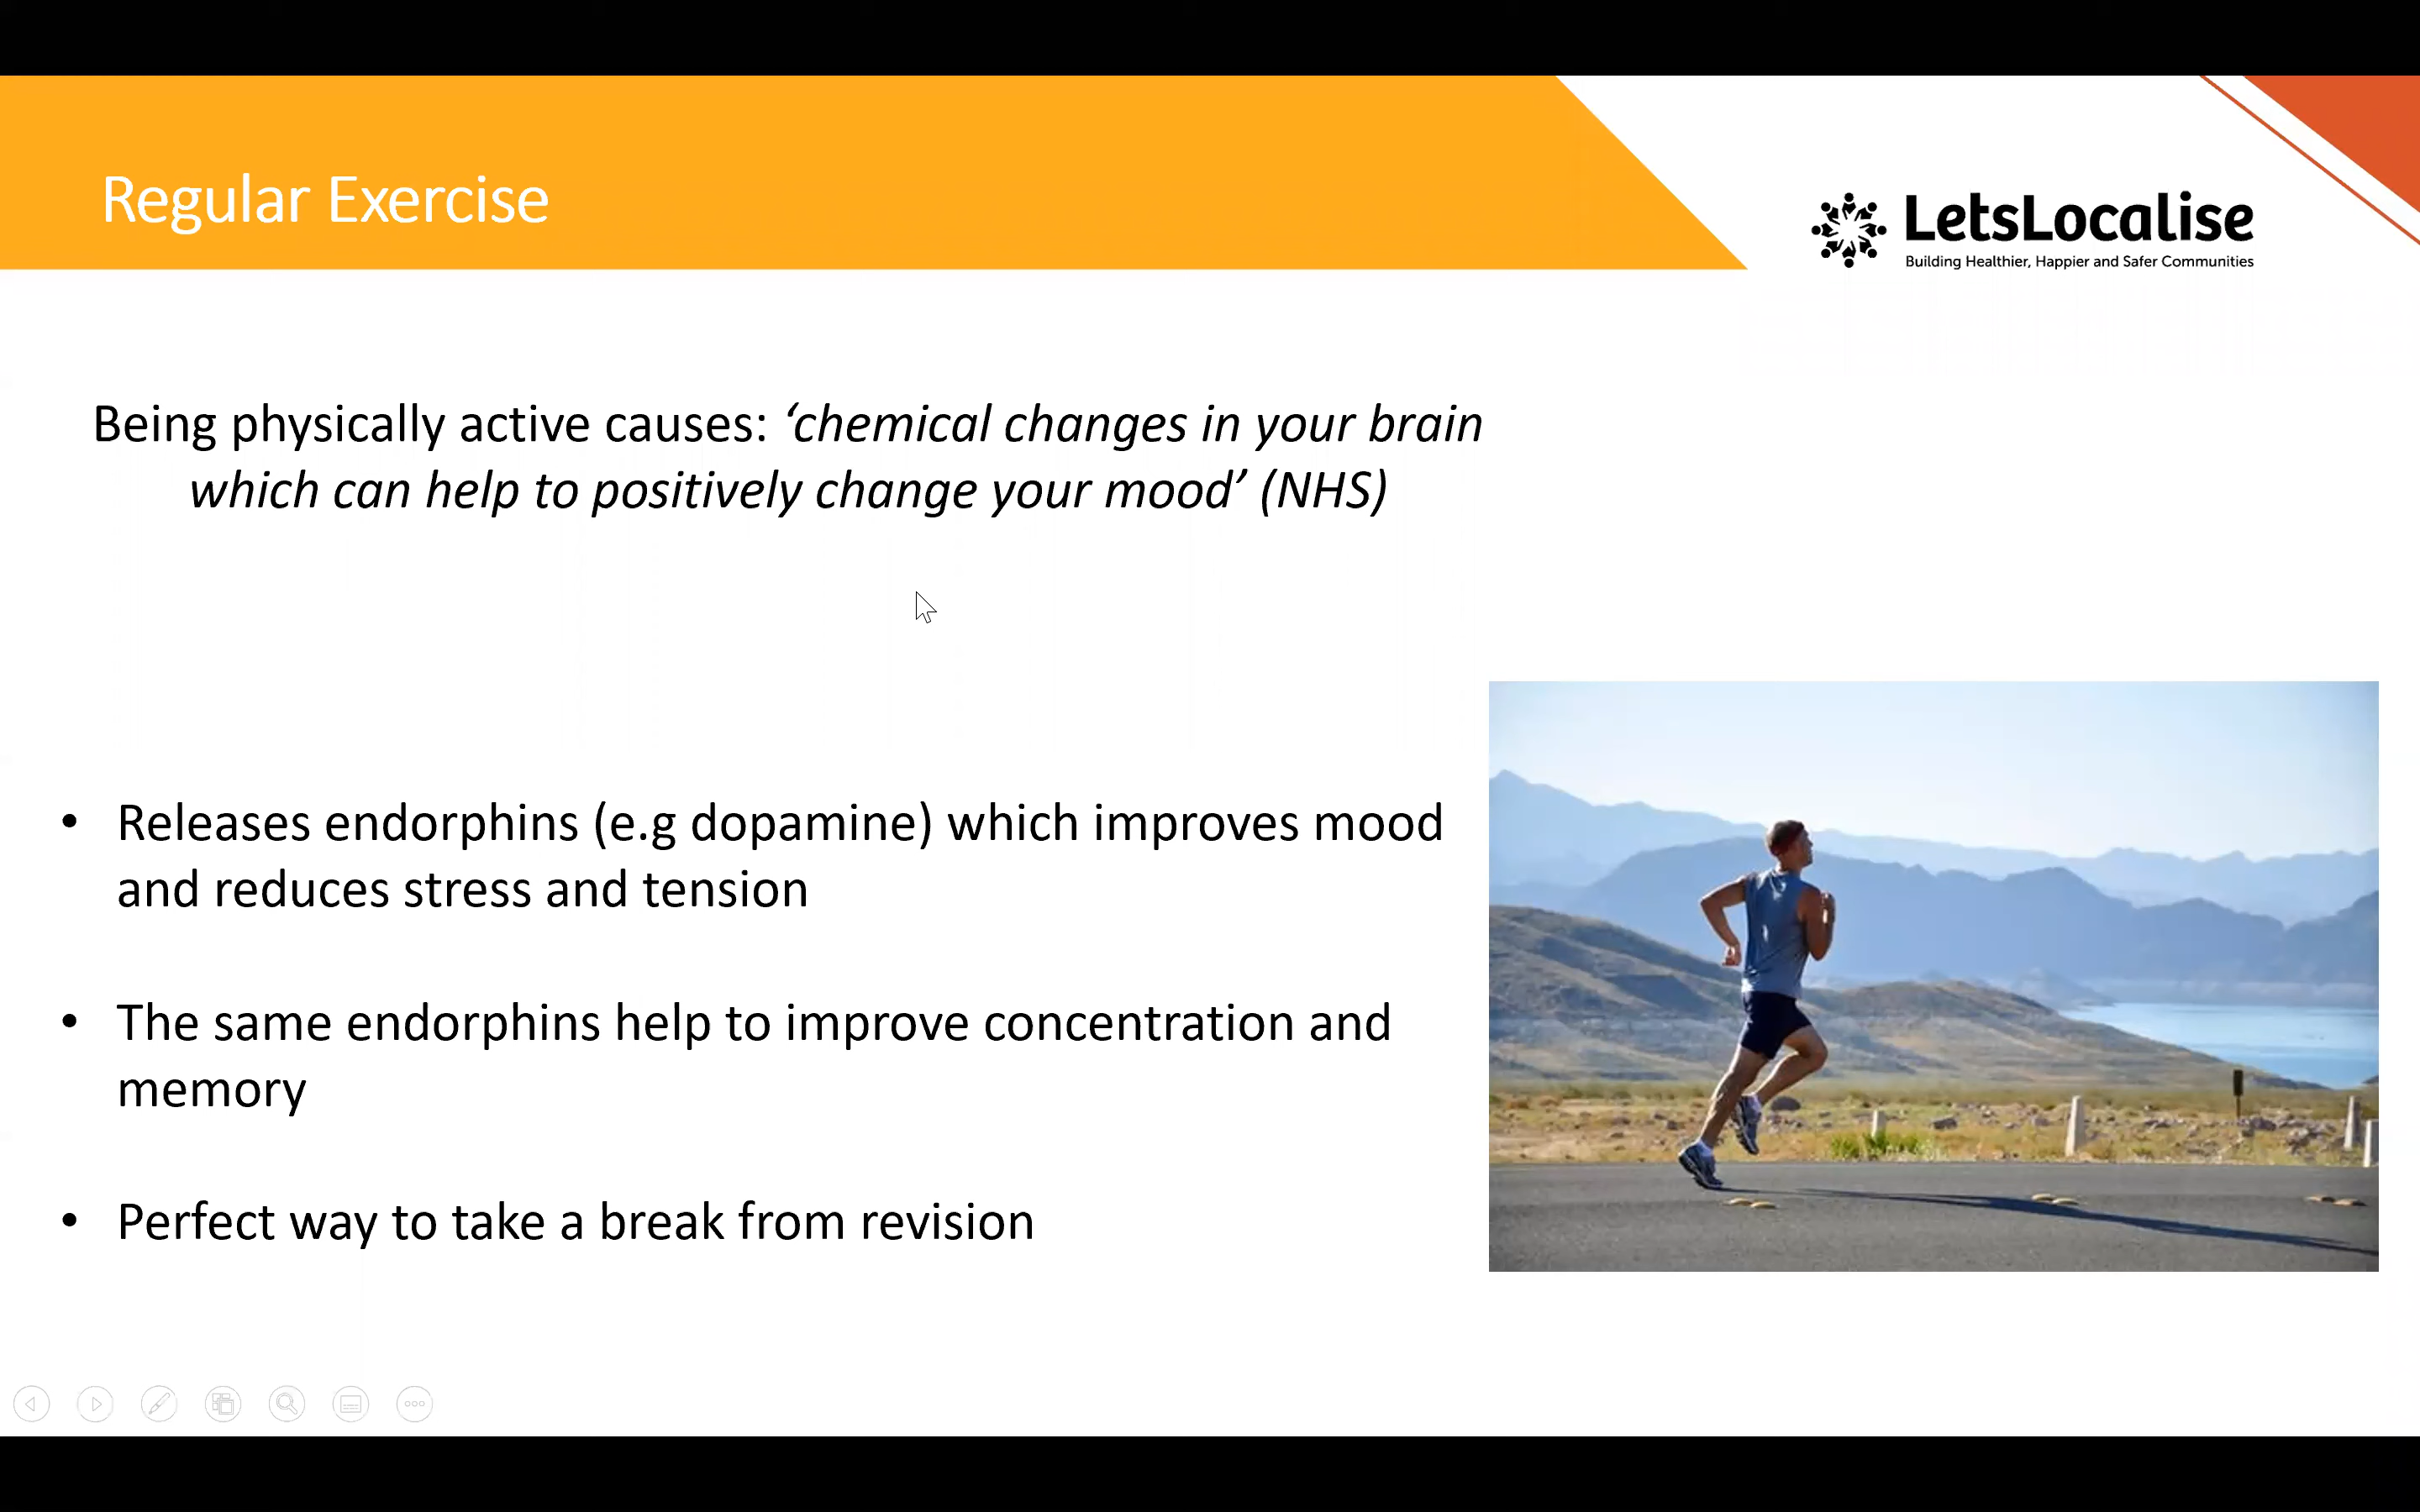 Regular Exercise
LetsLocalise
Building Healthier, Happier and Safer Communities
Being physically active causes: ‘chemical changes in your brain
which can help to positively change your mood’ (NHS)
• Releases endorphins (e.g dopamine) which improves mood
and reduces stress and tension
• The same endorphins help to improve concentration and
memory
• Perfect way to take a break from revision